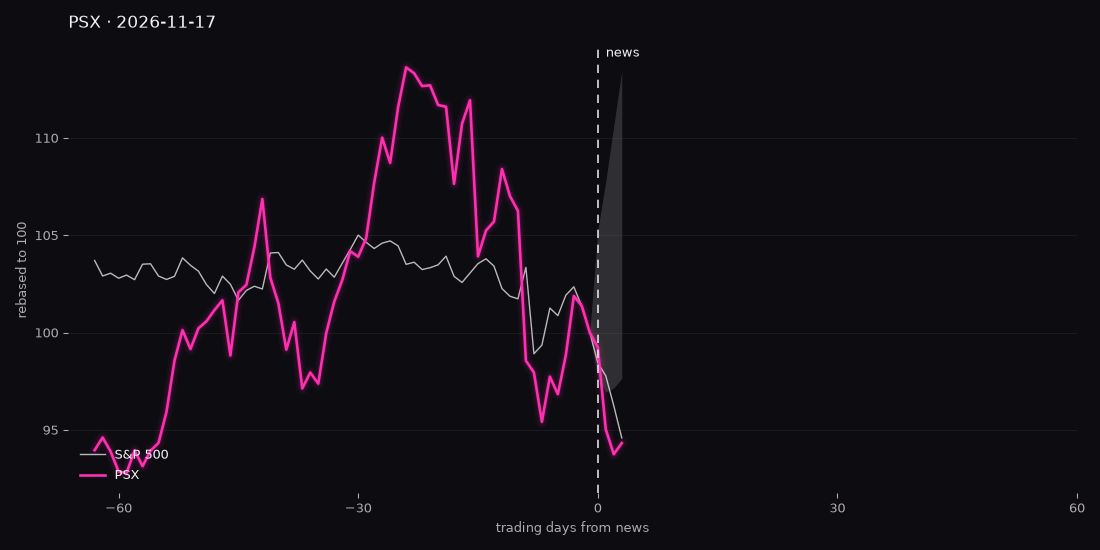 PSX · 2026-11-17
news
110
105
100
95
rebased to 100
S&P 500
PSX
−60
−30
0
30
60
trading days from news